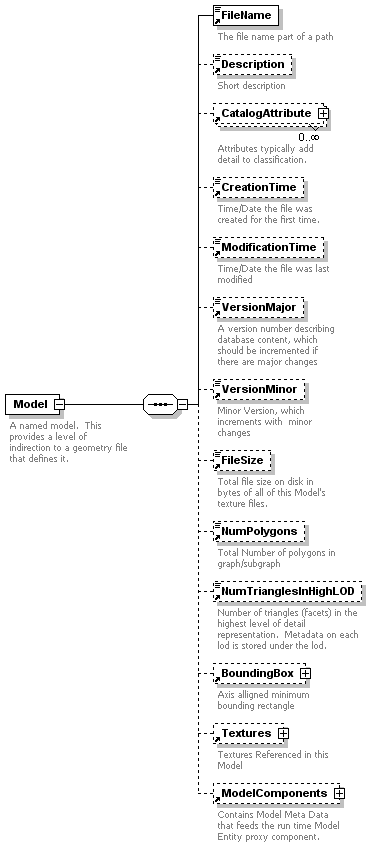 FileName
The file name part of a path
Description
Short description
CatalogAttribute
0..∞
Attributes typically add
detail to classification.
CreationTime
Time/Date the file was
created for the first time.
ModificationTime
Time/Date the file was last
modified
VersionMajor
A version number describing
database content, which
should be incremented if
there are major changes
Model
A named model.  This
provides a level of
indirection to a geometry file
that defines it.
VersionMinor
Minor Version, which
increments with  minor
changes
FileSize
Total file size on disk in
bytes of all of this Model's
texture files.
NumPolygons
Total Number of polygons in
graph/subgraph
NumTrianglesInHighLOD
Number of triangles (facets) in the
highest level of detail
representation.  Metadata on each
lod is stored under the lod.
BoundingBox
Axis alligned minimum
bounding rectangle
Textures
Textures Referenced in this
Model
ModelComponents
Contains Model Meta Data
that feeds the run time Model
Entity proxy component.